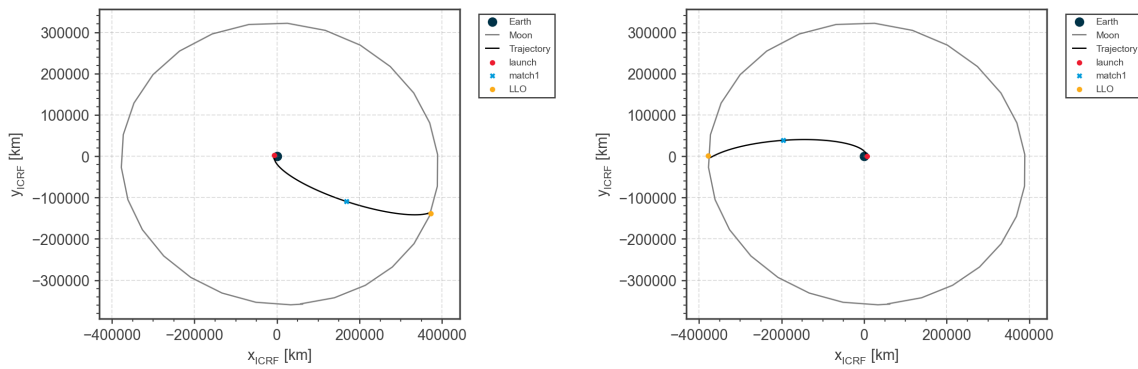 300000
200000
100000
0
−100000
−200000
−300000
y_ICRF [km]
−400000 −200000 0 200000 400000
x_ICRF [km]
Earth
Moon
Trajectory
launch
match1
LLO
300000
200000
100000
0
−100000
−200000
−300000
y_ICRF [km]
−400000 −200000 0 200000 400000
x_ICRF [km]
Earth
Moon
Trajectory
launch
match1
LLO